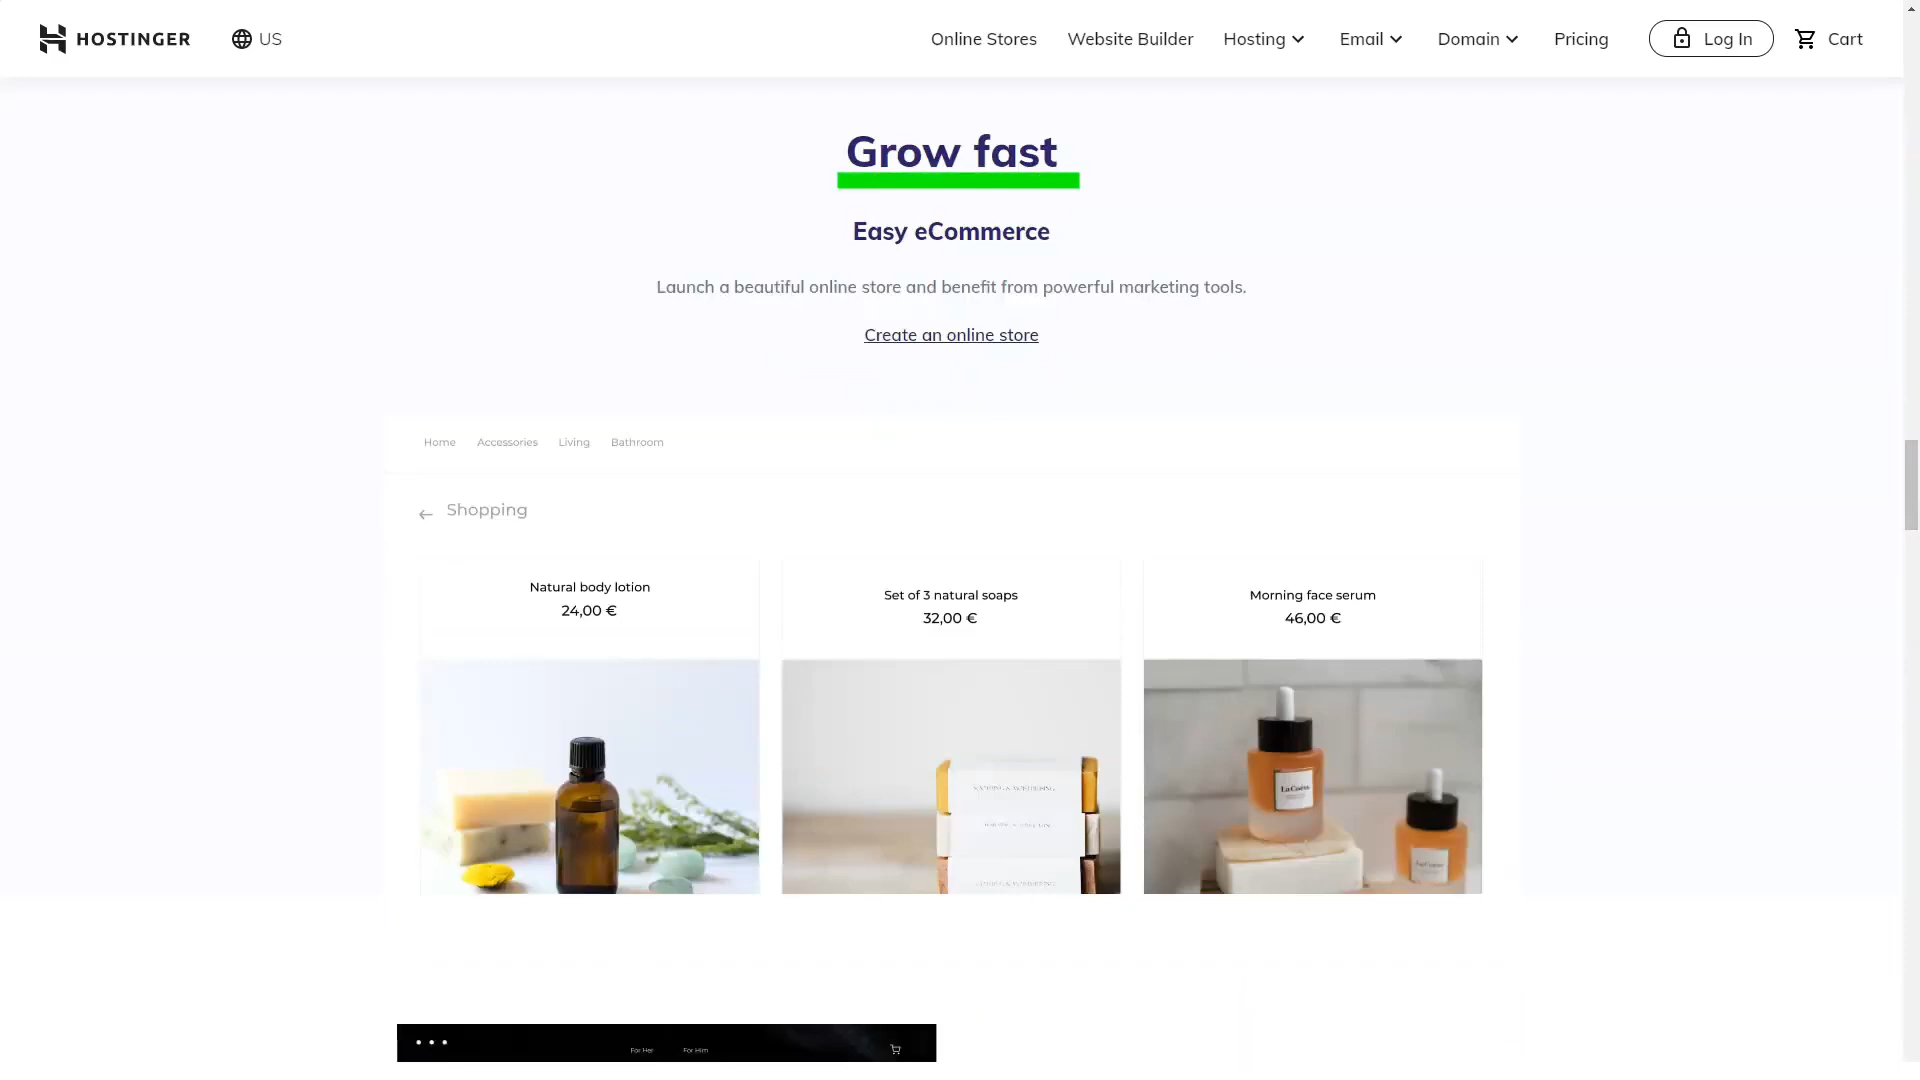 HOSTINGER
US
Online Stores
Website Builder
Hosting
Email
Domain
Pricing
Log In
Cart
Grow fast
Easy eCommerce
Launch a beautiful online store and benefit from powerful marketing tools.
Create an online store
Home
Accessories
Living
Bathroom
Shopping
Natural body lotion
24,00 €
Set of 3 natural soaps
32,00 €
Morning face serum
46,00 €
For Her
For Him